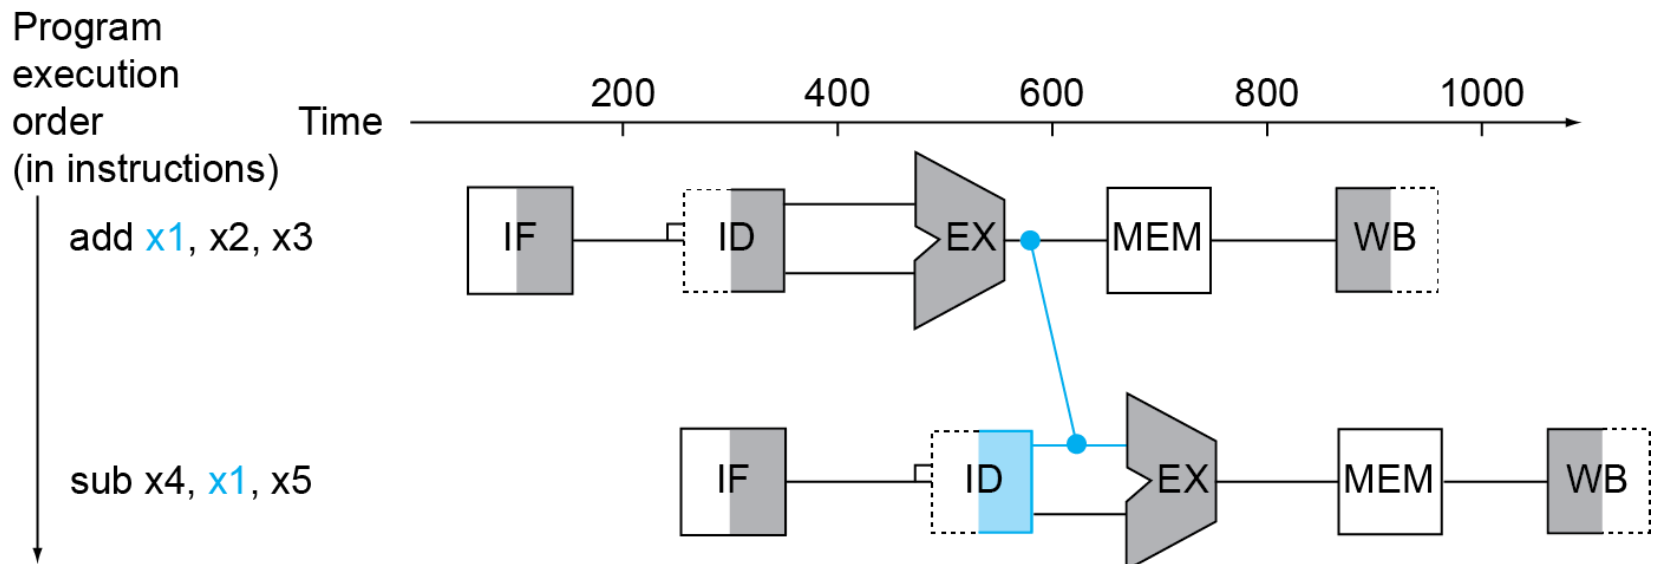 Program
execution
order
(in instructions)
Time
200 400 600 800 1000
add x1, x2, x3
IF ID EX MEM WB
sub x4, x1, x5
IF ID EX MEM WB